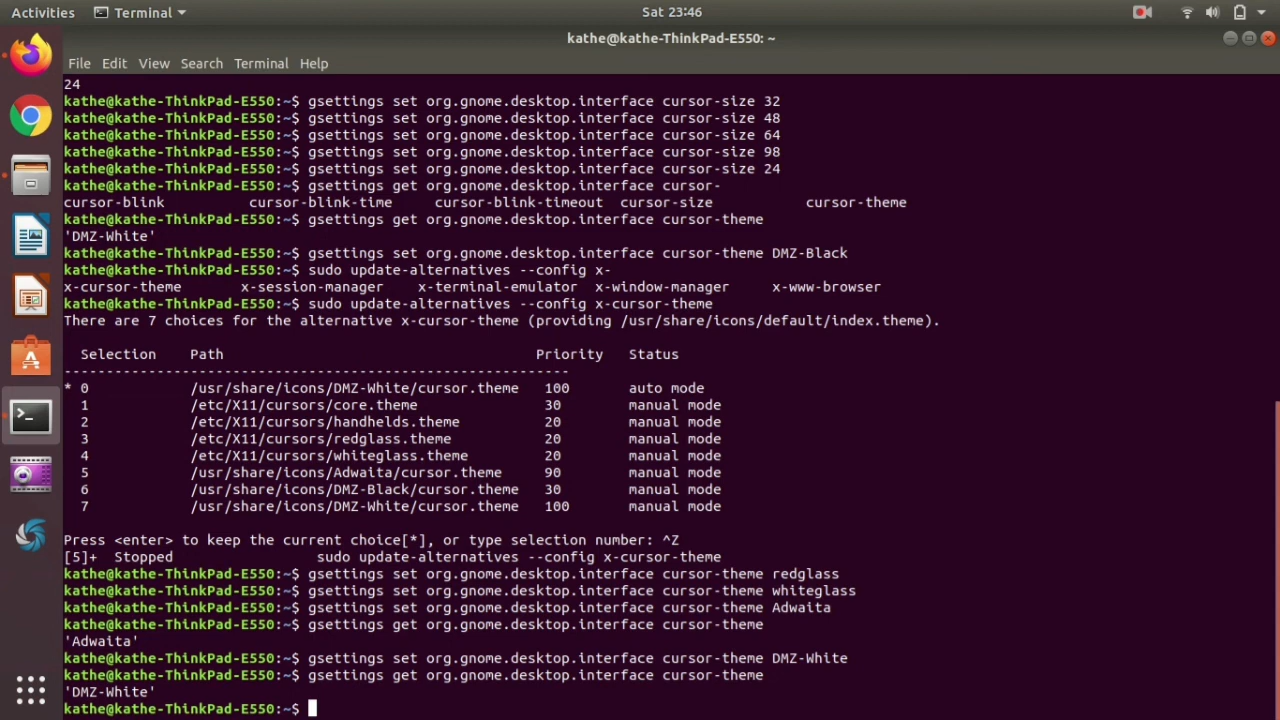 Activities Terminal Sat 23:46
kathe@kathe-ThinkPad-E550: ~
File Edit View Search Terminal Help
24
kathe@kathe-ThinkPad-E550:~$ gsettings set org.gnome.desktop.interface cursor-size 32
kathe@kathe-ThinkPad-E550:~$ gsettings set org.gnome.desktop.interface cursor-size 48
kathe@kathe-ThinkPad-E550:~$ gsettings set org.gnome.desktop.interface cursor-size 64
kathe@kathe-ThinkPad-E550:~$ gsettings set org.gnome.desktop.interface cursor-size 98
kathe@kathe-ThinkPad-E550:~$ gsettings set org.gnome.desktop.interface cursor-size 24
kathe@kathe-ThinkPad-E550:~$ gsettings get org.gnome.desktop.interface cursor-
cursor-blink cursor-blink-time cursor-blink-timeout cursor-size cursor-theme
kathe@kathe-ThinkPad-E550:~$ gsettings get org.gnome.desktop.interface cursor-theme
'DMZ-White'
kathe@kathe-ThinkPad-E550:~$ gsettings set org.gnome.desktop.interface cursor-theme DMZ-Black
kathe@kathe-ThinkPad-E550:~$ sudo update-alternatives --config x-
x-cursor-theme x-session-manager x-terminal-emulator x-window-manager x-www-browser
kathe@kathe-ThinkPad-E550:~$ sudo update-alternatives --config x-cursor-theme
There are 7 choices for the alternative x-cursor-theme (providing /usr/share/icons/default/index.theme).
Selection Path Priority Status
------------------------------------------------------------
* 0 /usr/share/icons/DMZ-White/cursor.theme 100 auto mode
1 /etc/X11/cursors/core.theme 30 manual mode
2 /etc/X11/cursors/handhelds.theme 20 manual mode
3 /etc/X11/cursors/redglass.theme 20 manual mode
4 /etc/X11/cursors/whiteglass.theme 20 manual mode
5 /usr/share/icons/Adwaita/cursor.theme 90 manual mode
6 /usr/share/icons/DMZ-Black/cursor.theme 30 manual mode
7 /usr/share/icons/DMZ-White/cursor.theme 100 manual mode
Press <enter> to keep the current choice[*], or type selection number: ^Z
[5]+ Stopped sudo update-alternatives --config x-cursor-theme
kathe@kathe-ThinkPad-E550:~$ gsettings set org.gnome.desktop.interface cursor-theme redglass
kathe@kathe-ThinkPad-E550:~$ gsettings set org.gnome.desktop.interface cursor-theme whiteglass
kathe@kathe-ThinkPad-E550:~$ gsettings set org.gnome.desktop.interface cursor-theme Adwaita
kathe@kathe-ThinkPad-E550:~$ gsettings get org.gnome.desktop.interface cursor-theme
'Adwaita'
kathe@kathe-ThinkPad-E550:~$ gsettings set org.gnome.desktop.interface cursor-theme DMZ-White
kathe@kathe-ThinkPad-E550:~$ gsettings get org.gnome.desktop.interface cursor-theme
'DMZ-White'
kathe@kathe-ThinkPad-E550:~$